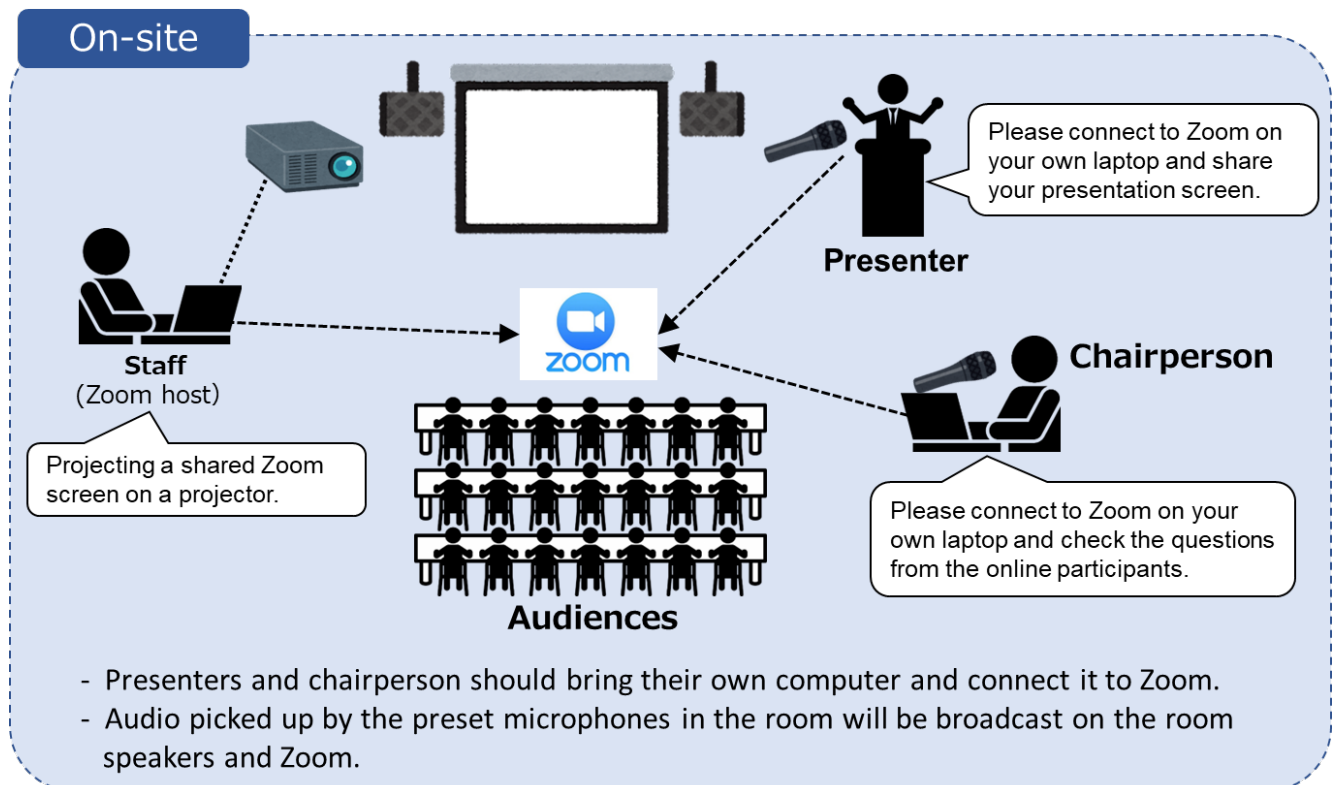 On-site
Please connect to Zoom on
your own laptop and share
your presentation screen.
Presenter
Staff
(Zoom host)
zoom
Chairperson
Projecting a shared Zoom
screen on a projector.
Please connect to Zoom on your
own laptop and check the questions
from the online participants.
Audiences
- Presenters and chairperson should bring their own computer and connect it to Zoom.
- Audio picked up by the preset microphones in the room will be broadcast on the room
speakers and Zoom.